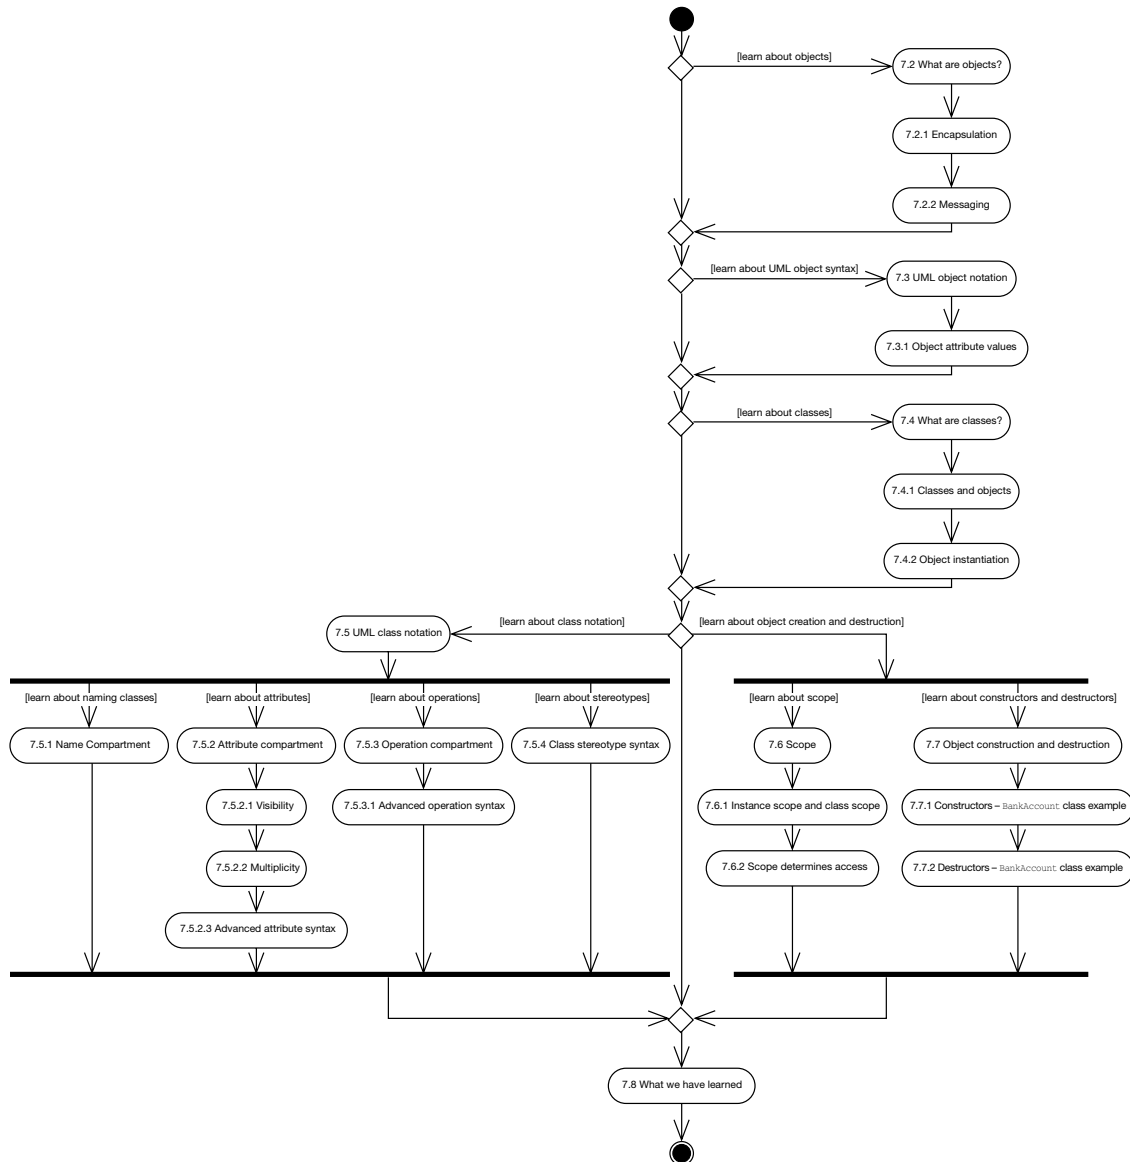 [learn about objects]
7.2 What are objects?
7.2.1 Encapsulation
7.2.2 Messaging
[learn about UML object syntax]
7.3 UML object notation
7.3.1 Object attribute values
[learn about classes]
7.4 What are classes?
7.4.1 Classes and objects
7.4.2 Object instantiation
[learn about class notation]
[learn about object creation and destruction]
7.5 UML class notation
[learn about naming classes]
[learn about attributes]
[learn about operations]
[learn about stereotypes]
[learn about scope]
[learn about constructors and destructors]
7.5.1 Name Compartment
7.5.2 Attribute compartment
7.5.3 Operation compartment
7.5.4 Class stereotype syntax
7.6 Scope
7.7 Object construction and destruction
7.5.2.1 Visibility
7.5.3.1 Advanced operation syntax
7.6.1 Instance scope and class scope
7.7.1 Constructors – BankAccount class example
7.5.2.2 Multiplicity
7.6.2 Scope determines access
7.7.2 Destructors – BankAccount class example
7.5.2.3 Advanced attribute syntax
7.8 What we have learned